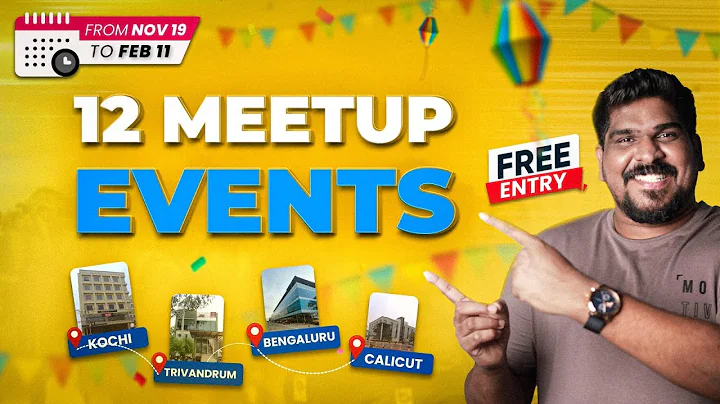 FROM NOV 19
TO FEB 11
12 MEETUP
EVENTS
FREE
ENTRY
KOCHI
TRIVANDRUM
BENGALURU
CALICUT
MO
TIV